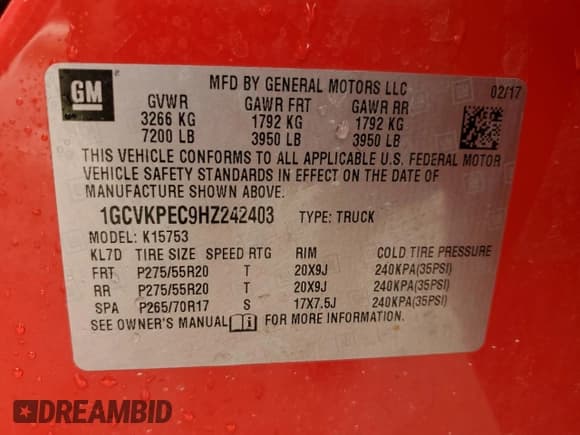 GM
MFD BY GENERAL MOTORS LLC
02/17
GVWR GAWR FRT GAWR RR
3266 KG 1792 KG 1792 KG
7200 LB 3950 LB 3950 LB
THIS VEHICLE CONFORMS TO ALL APPLICABLE U.S. FEDERAL MOTOR
VEHICLE SAFETY STANDARDS IN EFFECT ON THE DATE OF
MANUFACTURE SHOWN ABOVE.
1GCVKPEC9HZ242403 TYPE: TRUCK
MODEL: K15753
KL7D TIRE SIZE SPEED RTG RIM COLD TIRE PRESSURE
FRT P275/55R20 T 20X9J 240KPA(35PSI)
RR P275/55R20 T 20X9J 240KPA(35PSI)
SPA P265/70R17 S 17X7.5J 240KPA(35PSI)
SEE OWNER'S MANUAL i FOR MORE INFORMATION.
DREAMBID